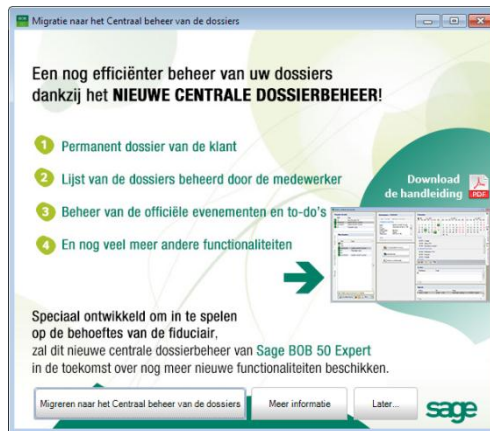 Migratie naar het Centraal beheer van de dossiers
Een nog efficiënter beheer van uw dossiers
dankzij het NIEUWE CENTRALE DOSSIERBEHEER!
1 Permanent dossier van de klant
2 Lijst van de dossiers beheerd door de medewerker
3 Beheer van de officiële evenementen en to-do's
4 En nog veel meer andere functionaliteiten
Download
de handleiding
PDF
Speciaal ontwikkeld om in te spelen
op de behoeftes van de fiduciair,
zal dit nieuwe centrale dossierbeheer van Sage BOB 50 Expert
in de toekomst over nog meer nieuwe functionaliteiten beschikken.
Migreren naar het Centraal beheer van de dossiers
Meer informatie
Later...
sage